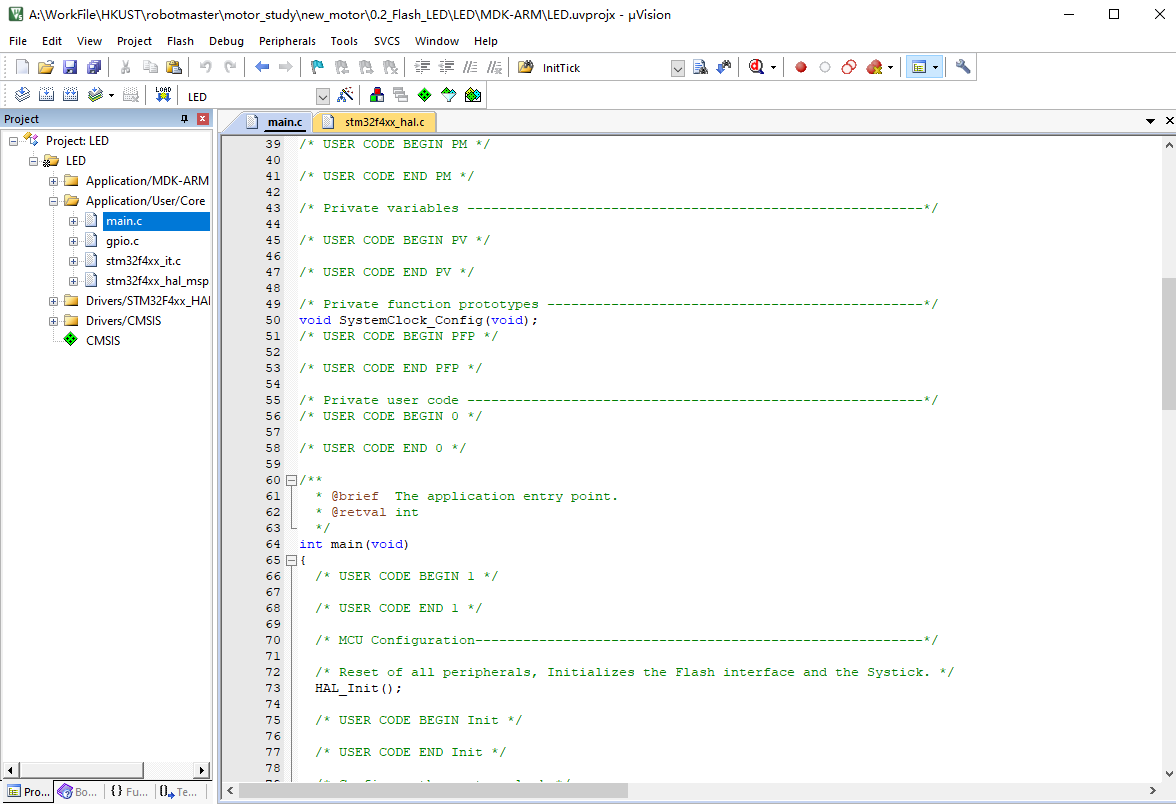 A:\WorkFile\HKUST\robotmaster\motor_study\new_motor\0.2_Flash_LED\LED\MDK-ARM\LED.uvprojx - µVision
File Edit View Project Flash Debug Peripherals Tools SVCS Window Help
InitTick
LOAD LED
Project
Project: LED
LED
Application/MDK-ARM
Application/User/Core
main.c
gpio.c
stm32f4xx_it.c
stm32f4xx_hal_msp
Drivers/STM32F4xx_HAL
Drivers/CMSIS
CMSIS
Pro... Bo... {} Fu... Te...
main.c stm32f4xx_hal.c
39 /* USER CODE BEGIN PM */
40
41 /* USER CODE END PM */
42
43 /* Private variables ---------------------------------------------------------*/
44
45 /* USER CODE BEGIN PV */
46
47 /* USER CODE END PV */
48
49 /* Private function prototypes -----------------------------------------------*/
50 void SystemClock_Config(void);
51 /* USER CODE BEGIN PFP */
52
53 /* USER CODE END PFP */
54
55 /* Private user code ---------------------------------------------------------*/
56 /* USER CODE BEGIN 0 */
57
58 /* USER CODE END 0 */
59
60 /**
61 * @brief  The application entry point.
62 * @retval int
63 */
64 int main(void)
65 {
66 /* USER CODE BEGIN 1 */
67
68 /* USER CODE END 1 */
69
70 /* MCU Configuration--------------------------------------------------------*/
71
72 /* Reset of all peripherals, Initializes the Flash interface and the Systick. */
73 HAL_Init();
74
75 /* USER CODE BEGIN Init */
76
77 /* USER CODE END Init */
78